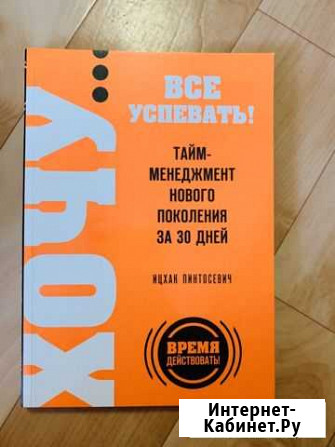 ХОЧУ...
ВСЕ
УСПЕВАТЬ!
ТАЙМ-
МЕНЕДЖМЕНТ
НОВОГО
ПОКОЛЕНИЯ
ЗА 30 ДНЕЙ
ИЦХАК ПИНТОСЕВИЧ
ВРЕМЯ
ДЕЙСТВОВАТЬ!
Интернет-
Кабинет.Ру